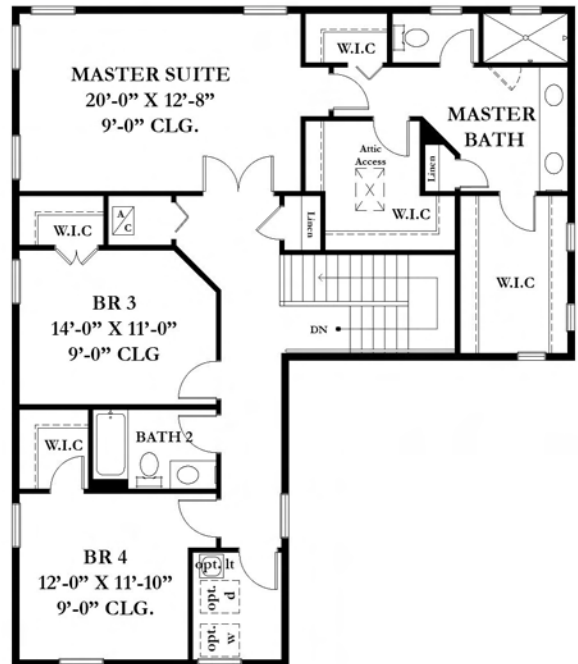 W.I.C
MASTER SUITE
20'-0" X 12'-8"
9'-0" CLG.
MASTER
BATH
Attic
Access
Linen
W.I.C
A/C
W.I.C
Linen
W.I.C
BR 3
14'-0" X 11'-0"
9'-0" CLG
DN
W.I.C
BATH 2
BR 4
12'-0" X 11'-10"
9'-0" CLG.
opt. lt
opt. d
opt. w